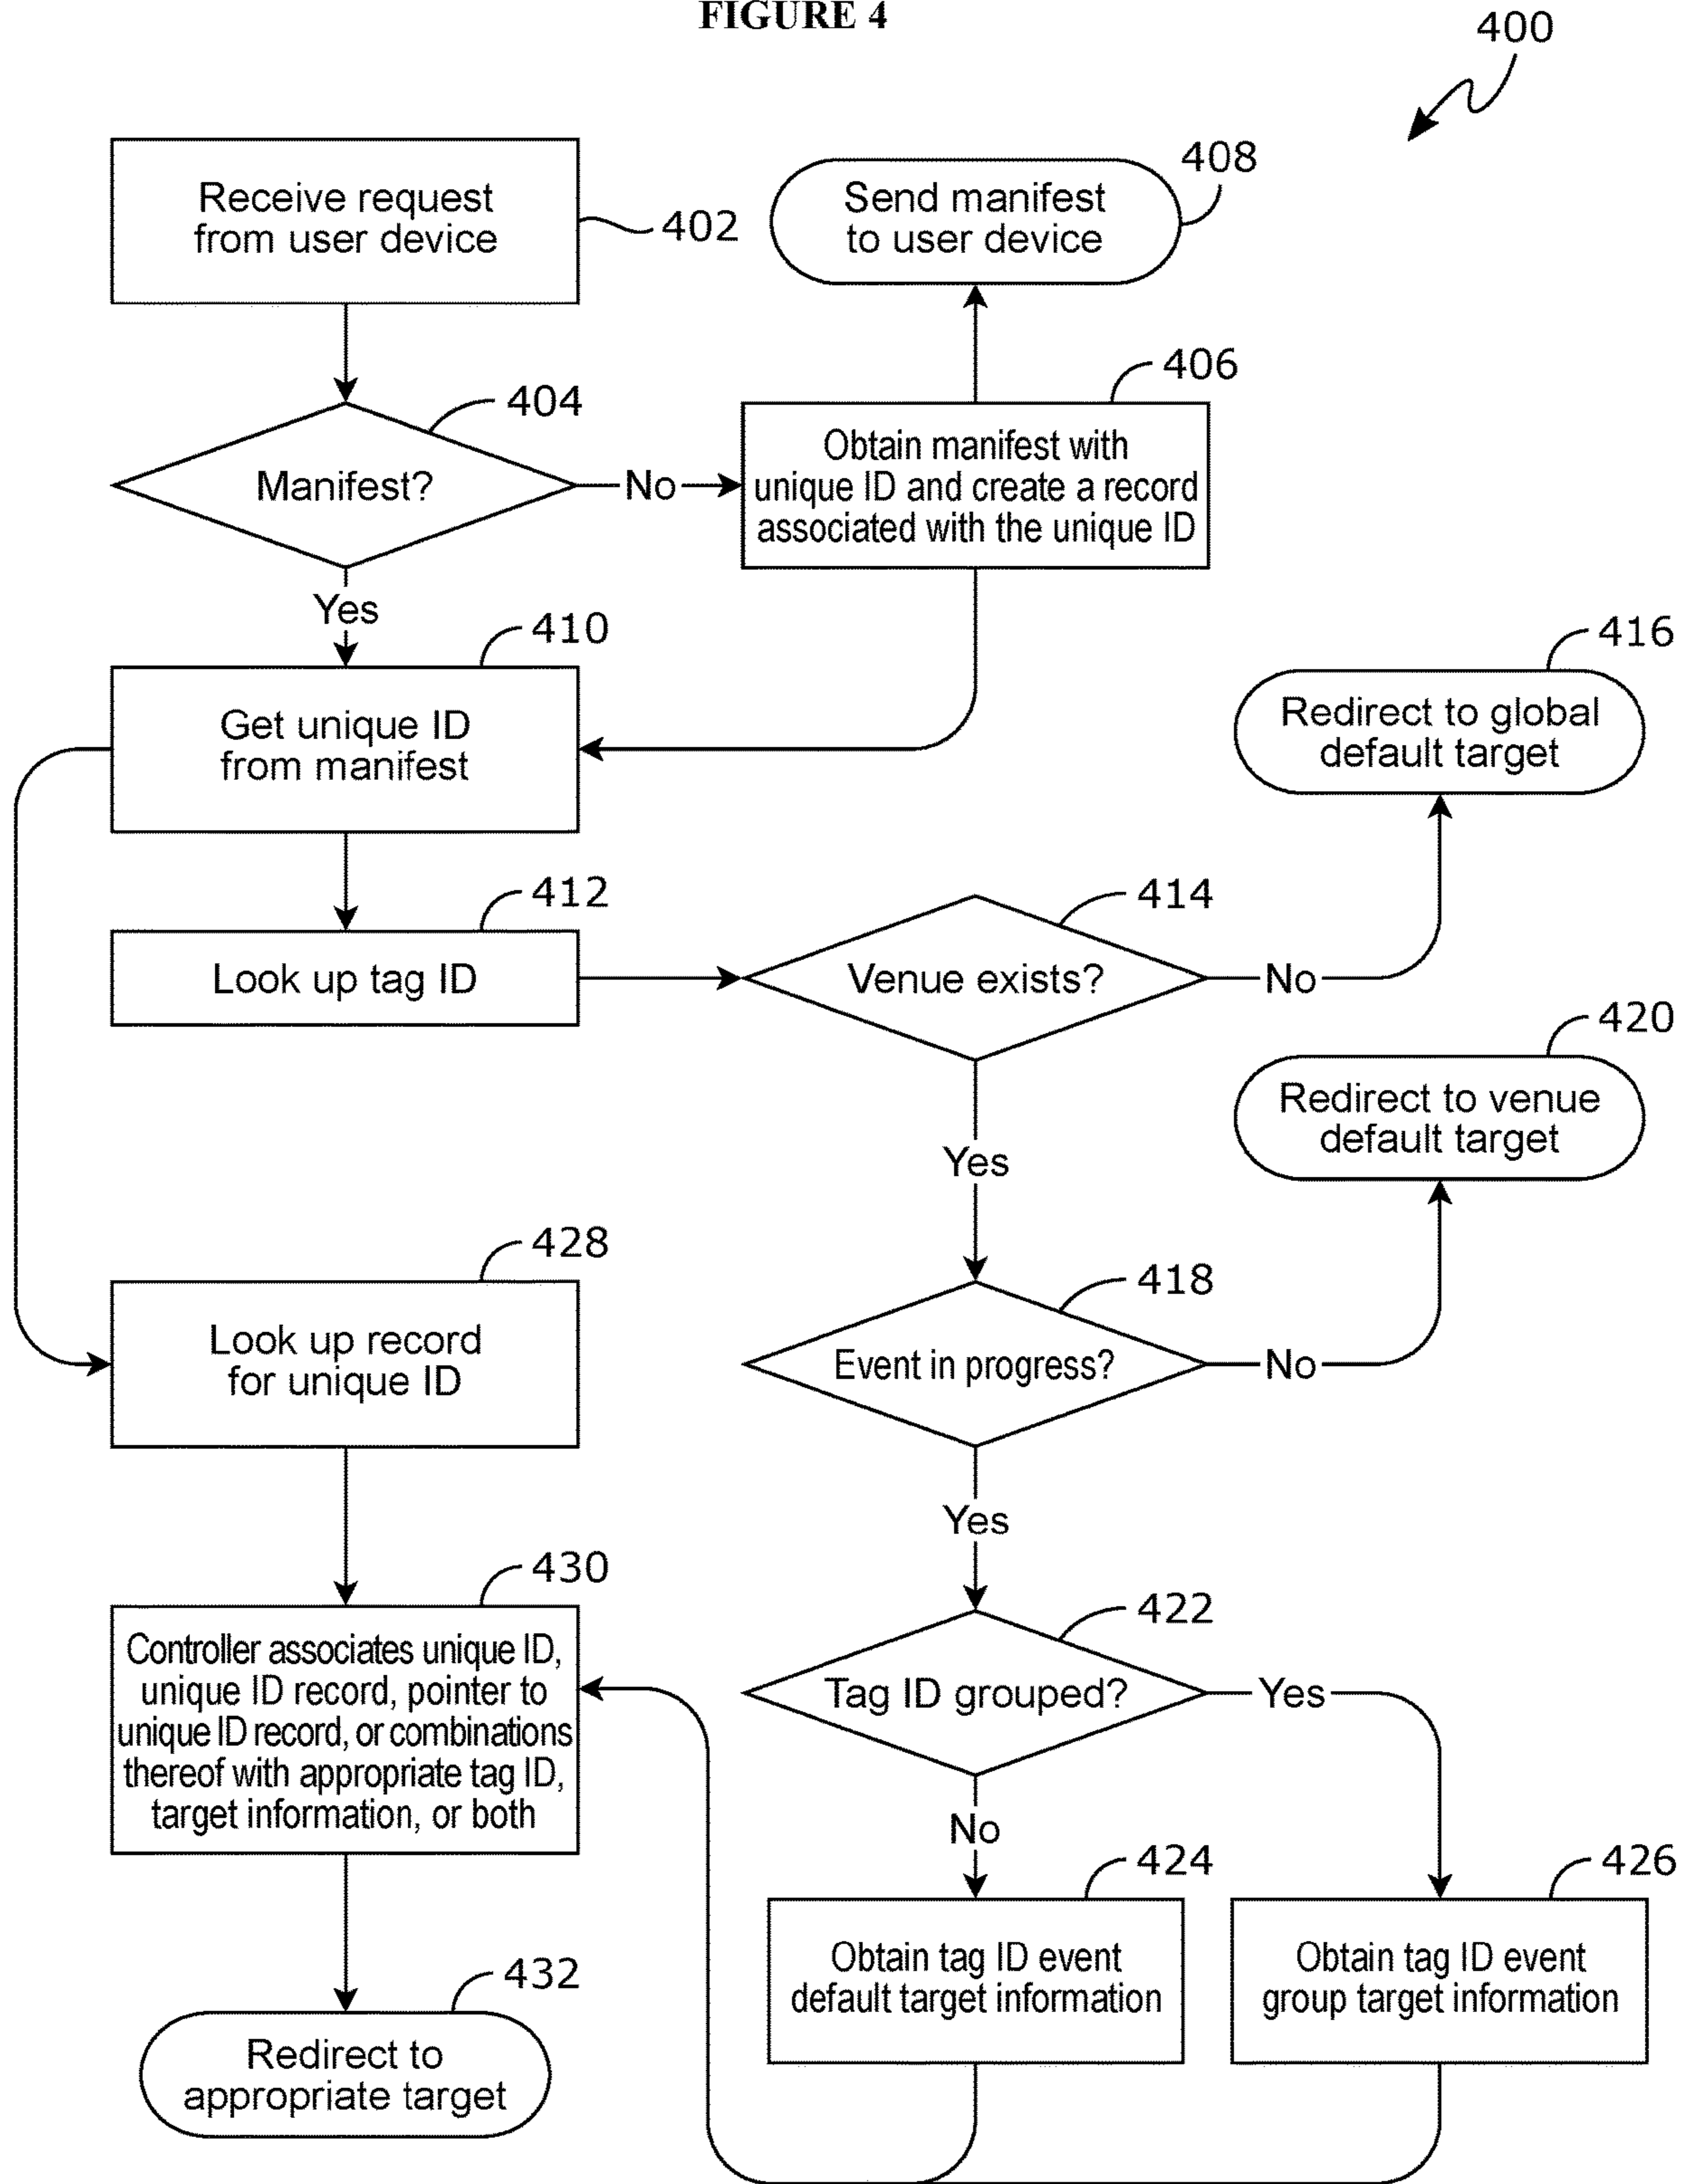 FIGURE 4
400
Receive request
from user device
402
Send manifest
to user device
408
Manifest?
404
No
Obtain manifest with
unique ID and create a record
associated with the unique ID
406
Yes
Get unique ID
from manifest
410
Redirect to global
default target
416
Look up tag ID
412
Venue exists?
414
No
Redirect to venue
default target
420
Yes
Look up record
for unique ID
428
Event in progress?
418
No
Yes
Controller associates unique ID,
unique ID record, pointer to
unique ID record, or combinations
thereof with appropriate tag ID,
target information, or both
430
Tag ID grouped?
422
Yes
No
Obtain tag ID event
default target information
424
Obtain tag ID event
group target information
426
Redirect to
appropriate target
432